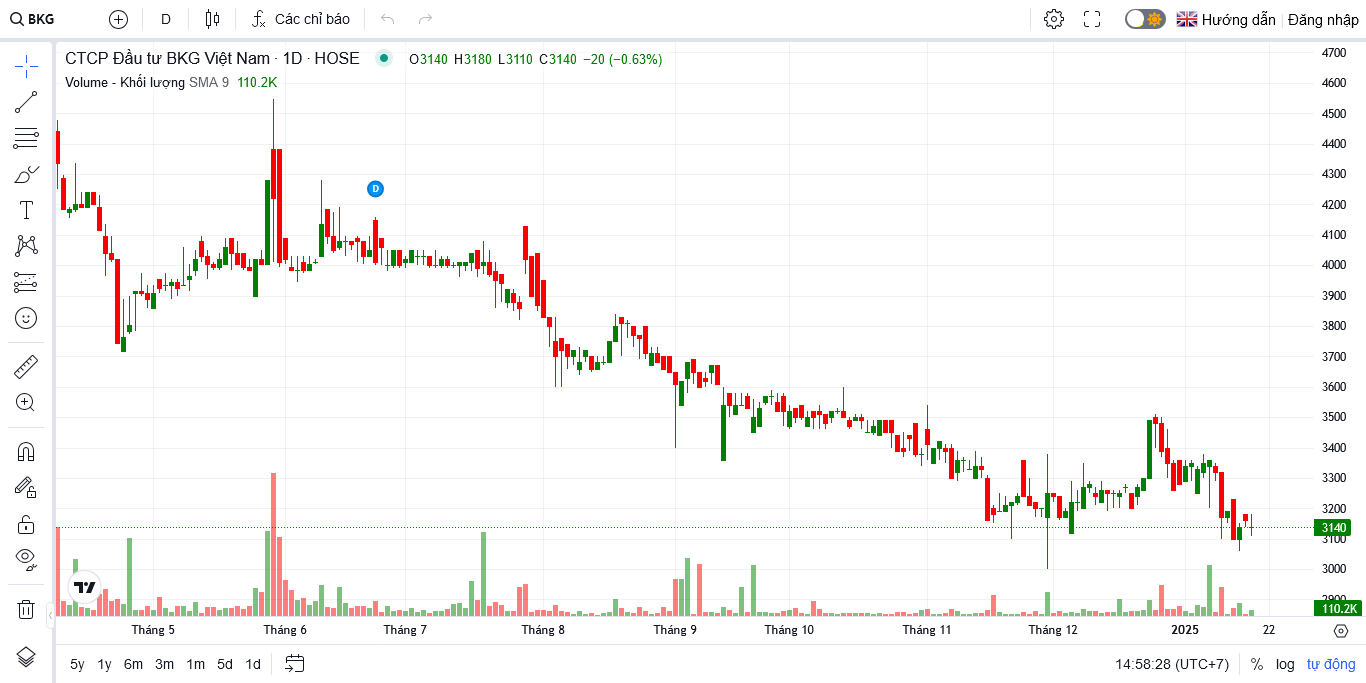 BKG D Các chỉ báo Hướng dẫn Đăng nhập
CTCP Đầu tư BKG Việt Nam · 1D · HOSE O3140 H3180 L3110 C3140 −20 (−0.63%)
Volume - Khối lượng SMA 9 110.2K
D
4700
4600
4500
4400
4300
4200
4100
4000
3900
3800
3700
3600
3500
3400
3300
3200
3140
3100
3000
2900
110.2K
Tháng 5 Tháng 6 Tháng 7 Tháng 8 Tháng 9 Tháng 10 Tháng 11 Tháng 12 2025 22
5y 1y 6m 3m 1m 5d 1d 14:58:28 (UTC+7) % log tự động